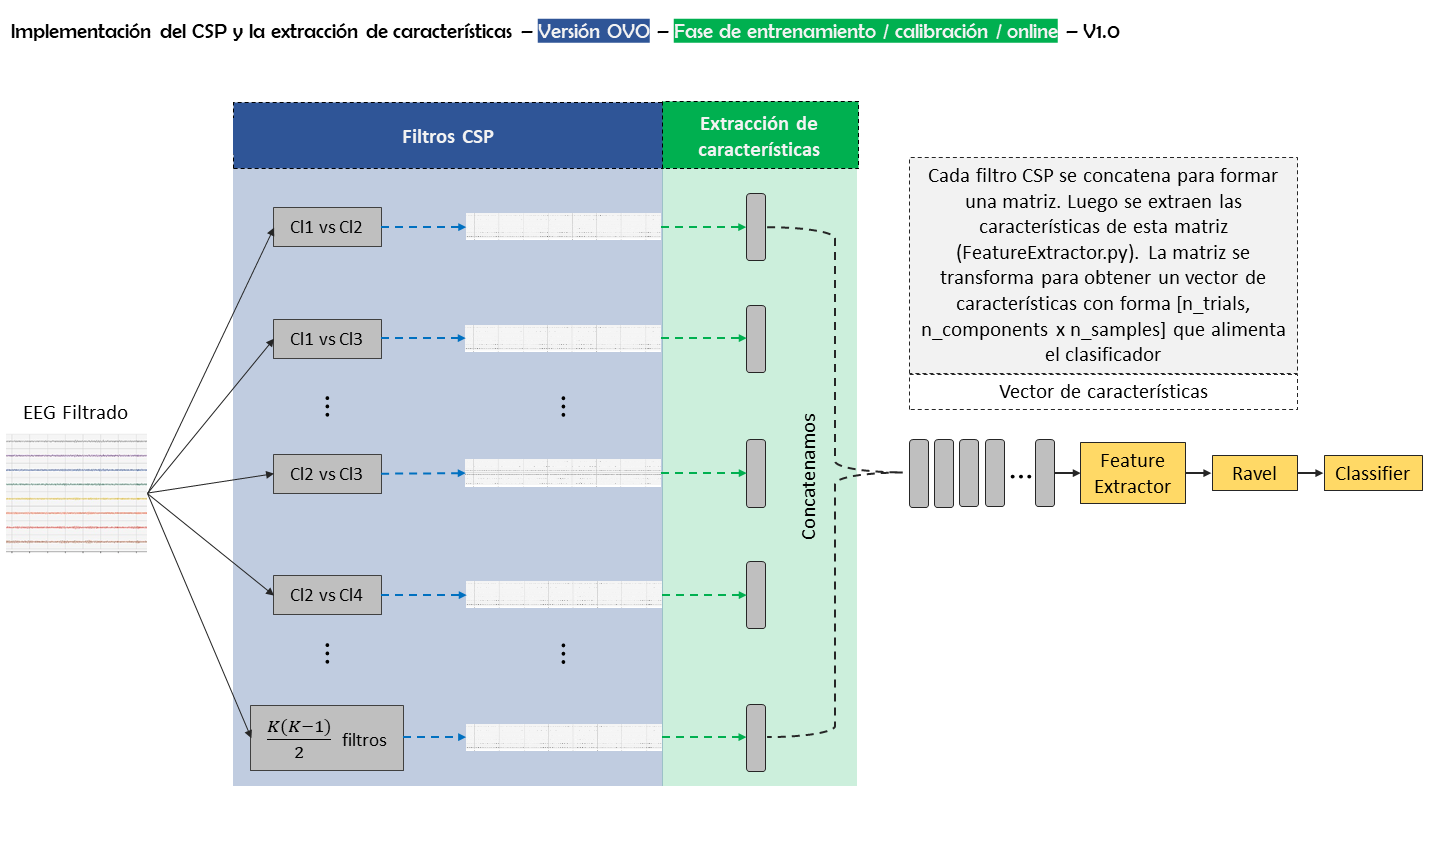 Implementación del CSP y la extracción de características – Versión OVO – Fase de entrenamiento / calibración / online – V1.0
Filtros CSP
Extracción de
características
Cada filtro CSP se concatena para formar
una matriz. Luego se extraen las
características de esta matriz
(FeatureExtractor.py). La matriz se
transforma para obtener un vector de
características con forma [n_trials,
n_components x n_samples] que alimenta
el clasificador
Vector de características
Cl1 vs Cl2
Cl1 vs Cl3
EEG Filtrado
Cl2 vs Cl3
Cl2 vs Cl4
K(K−1)
2
filtros
Concatenamos
Feature
Extractor
Ravel
Classifier